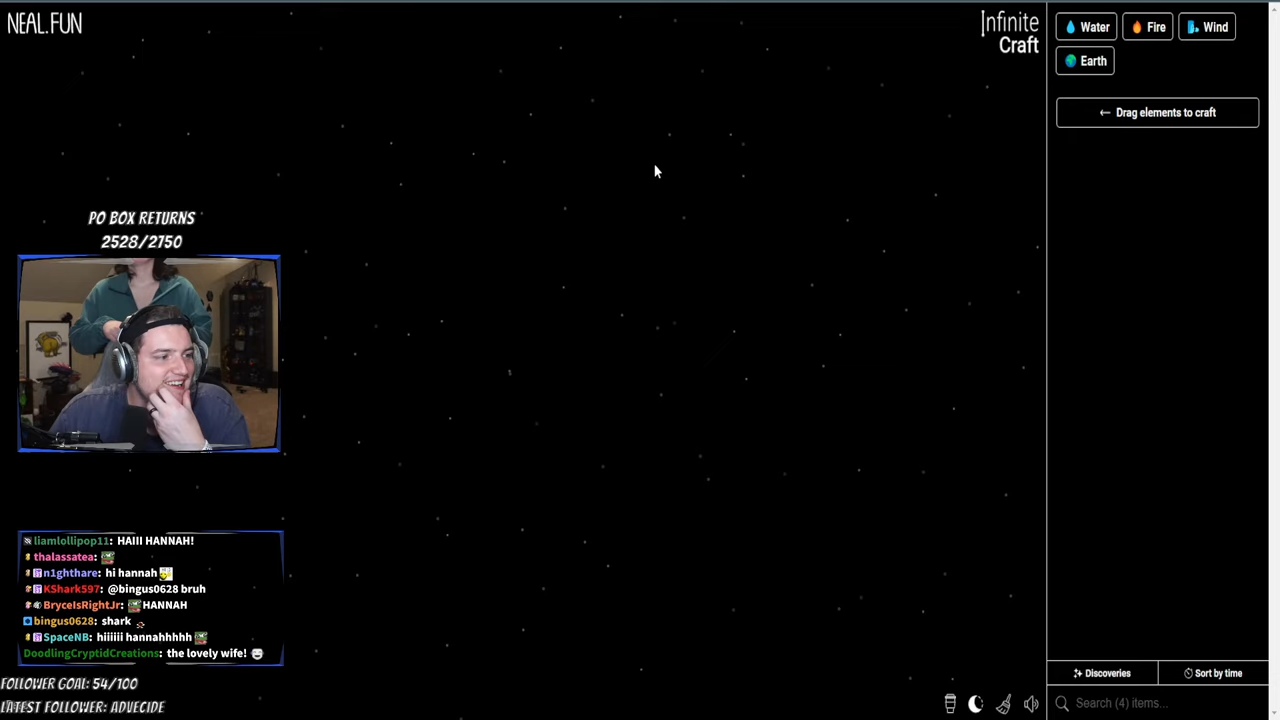 NEAL.FUN
Infinite
Craft
Water
Fire
Wind
Earth
← Drag elements to craft
PO BOX RETURNS
2528/2750
liamlollipop11: HAIII HANNAH!
thalassatea:
n1ghthare: hi hannah
KShark597: @bingus0628 bruh
BryceIsRightJr: HANNAH
bingus0628: shark
SpaceNB: hiiiiii hannahhhhh
DoodlingCryptidCreations: the lovely wife!
FOLLOWER GOAL: 54/100
LATEST FOLLOWER: ADVECIDE
Discoveries
Sort by time
Search (4) items...